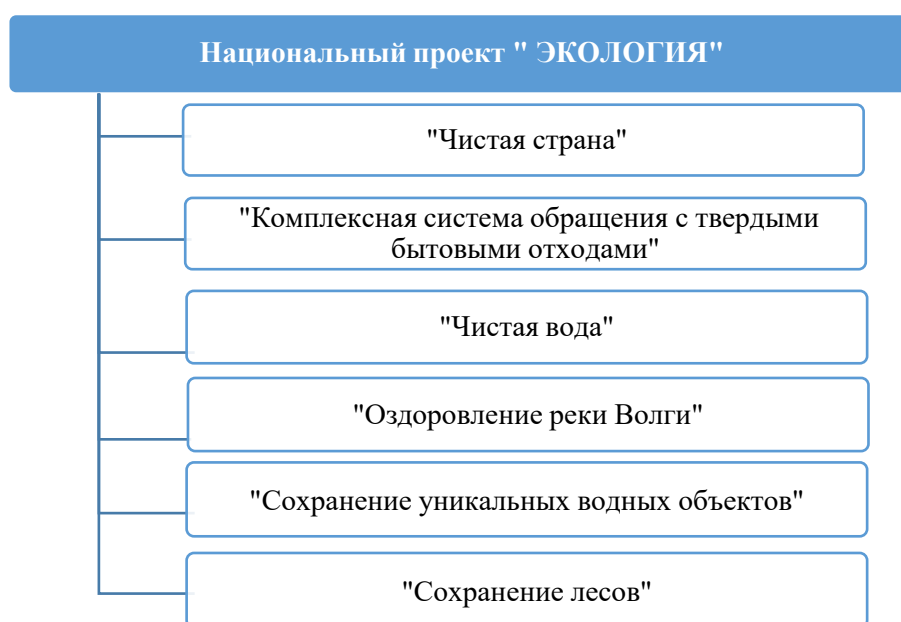 Национальный проект " ЭКОЛОГИЯ"
"Чистая страна"
"Комплексная система обращения с твердыми
бытовыми отходами"
"Чистая вода"
"Оздоровление реки Волги"
"Сохранение уникальных водных объектов"
"Сохранение лесов"